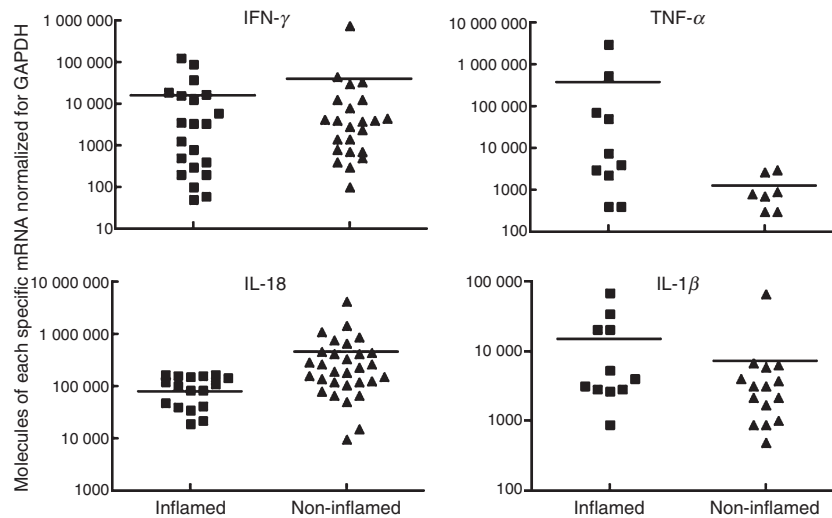 Molecules of each specific mRNA normalized for GAPDH
IFN-γ
1 000 000
100 000
10 000
1000
100
10
TNF-α
10 000 000
1 000 000
100 000
10 000
1000
100
IL-18
10 000 000
1 000 000
100 000
10 000
1000
Inflamed
Non-inflamed
IL-1β
100 000
10 000
1000
100
Inflamed
Non-inflamed